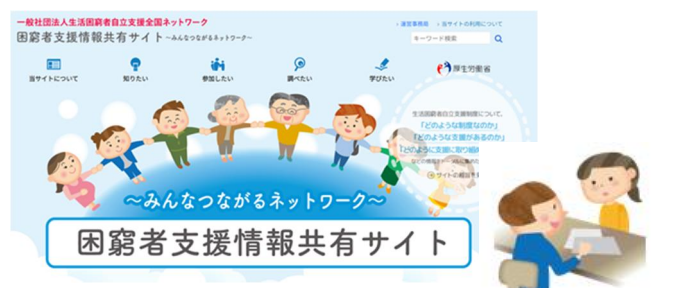 一般社団法人生活困窮者自立支援全国ネットワーク
困窮者支援情報共有サイト～みんなつながるネットワーク～
運営事務局
当サイトの利用について
キーワード検索
当サイトについて
知りたい
参加したい
調べたい
学びたい
厚生労働省
生活困窮者自立支援制度について、
「どのような制度なのか」
「どのような支援があるのか」
「どのように支援に取り組
～みんなつながるネットワーク～
困窮者支援情報共有サイト